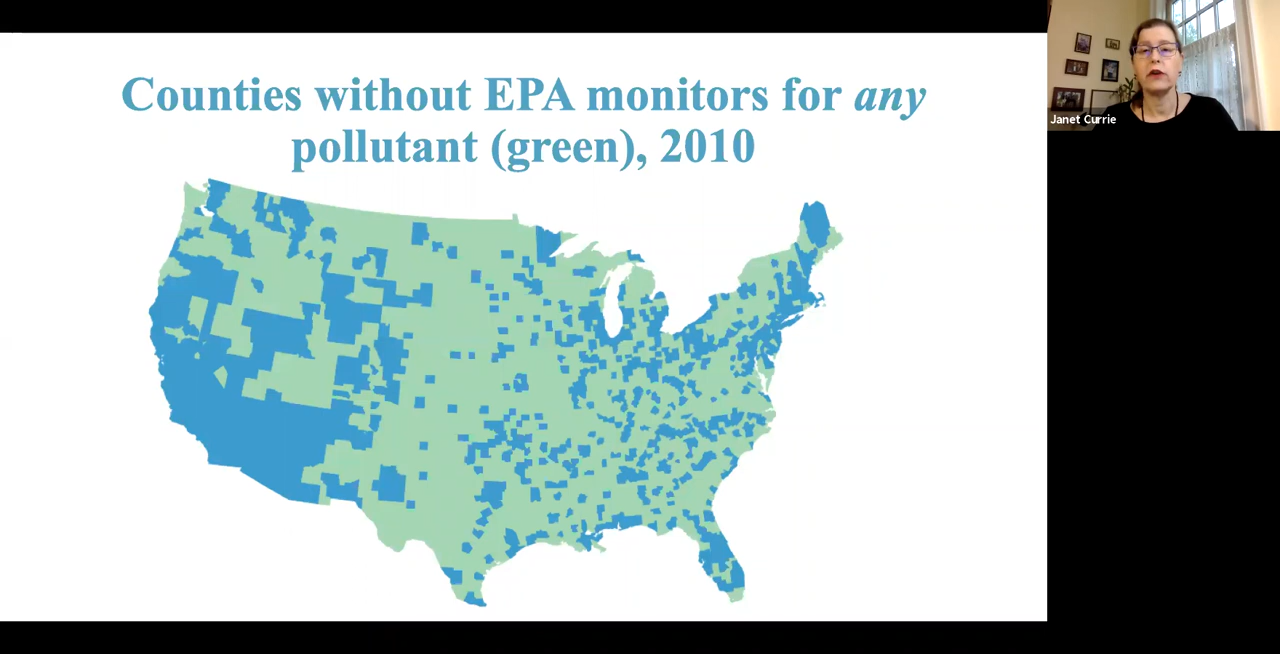 Counties without EPA monitors for any
pollutant (green), 2010
Janet Currie